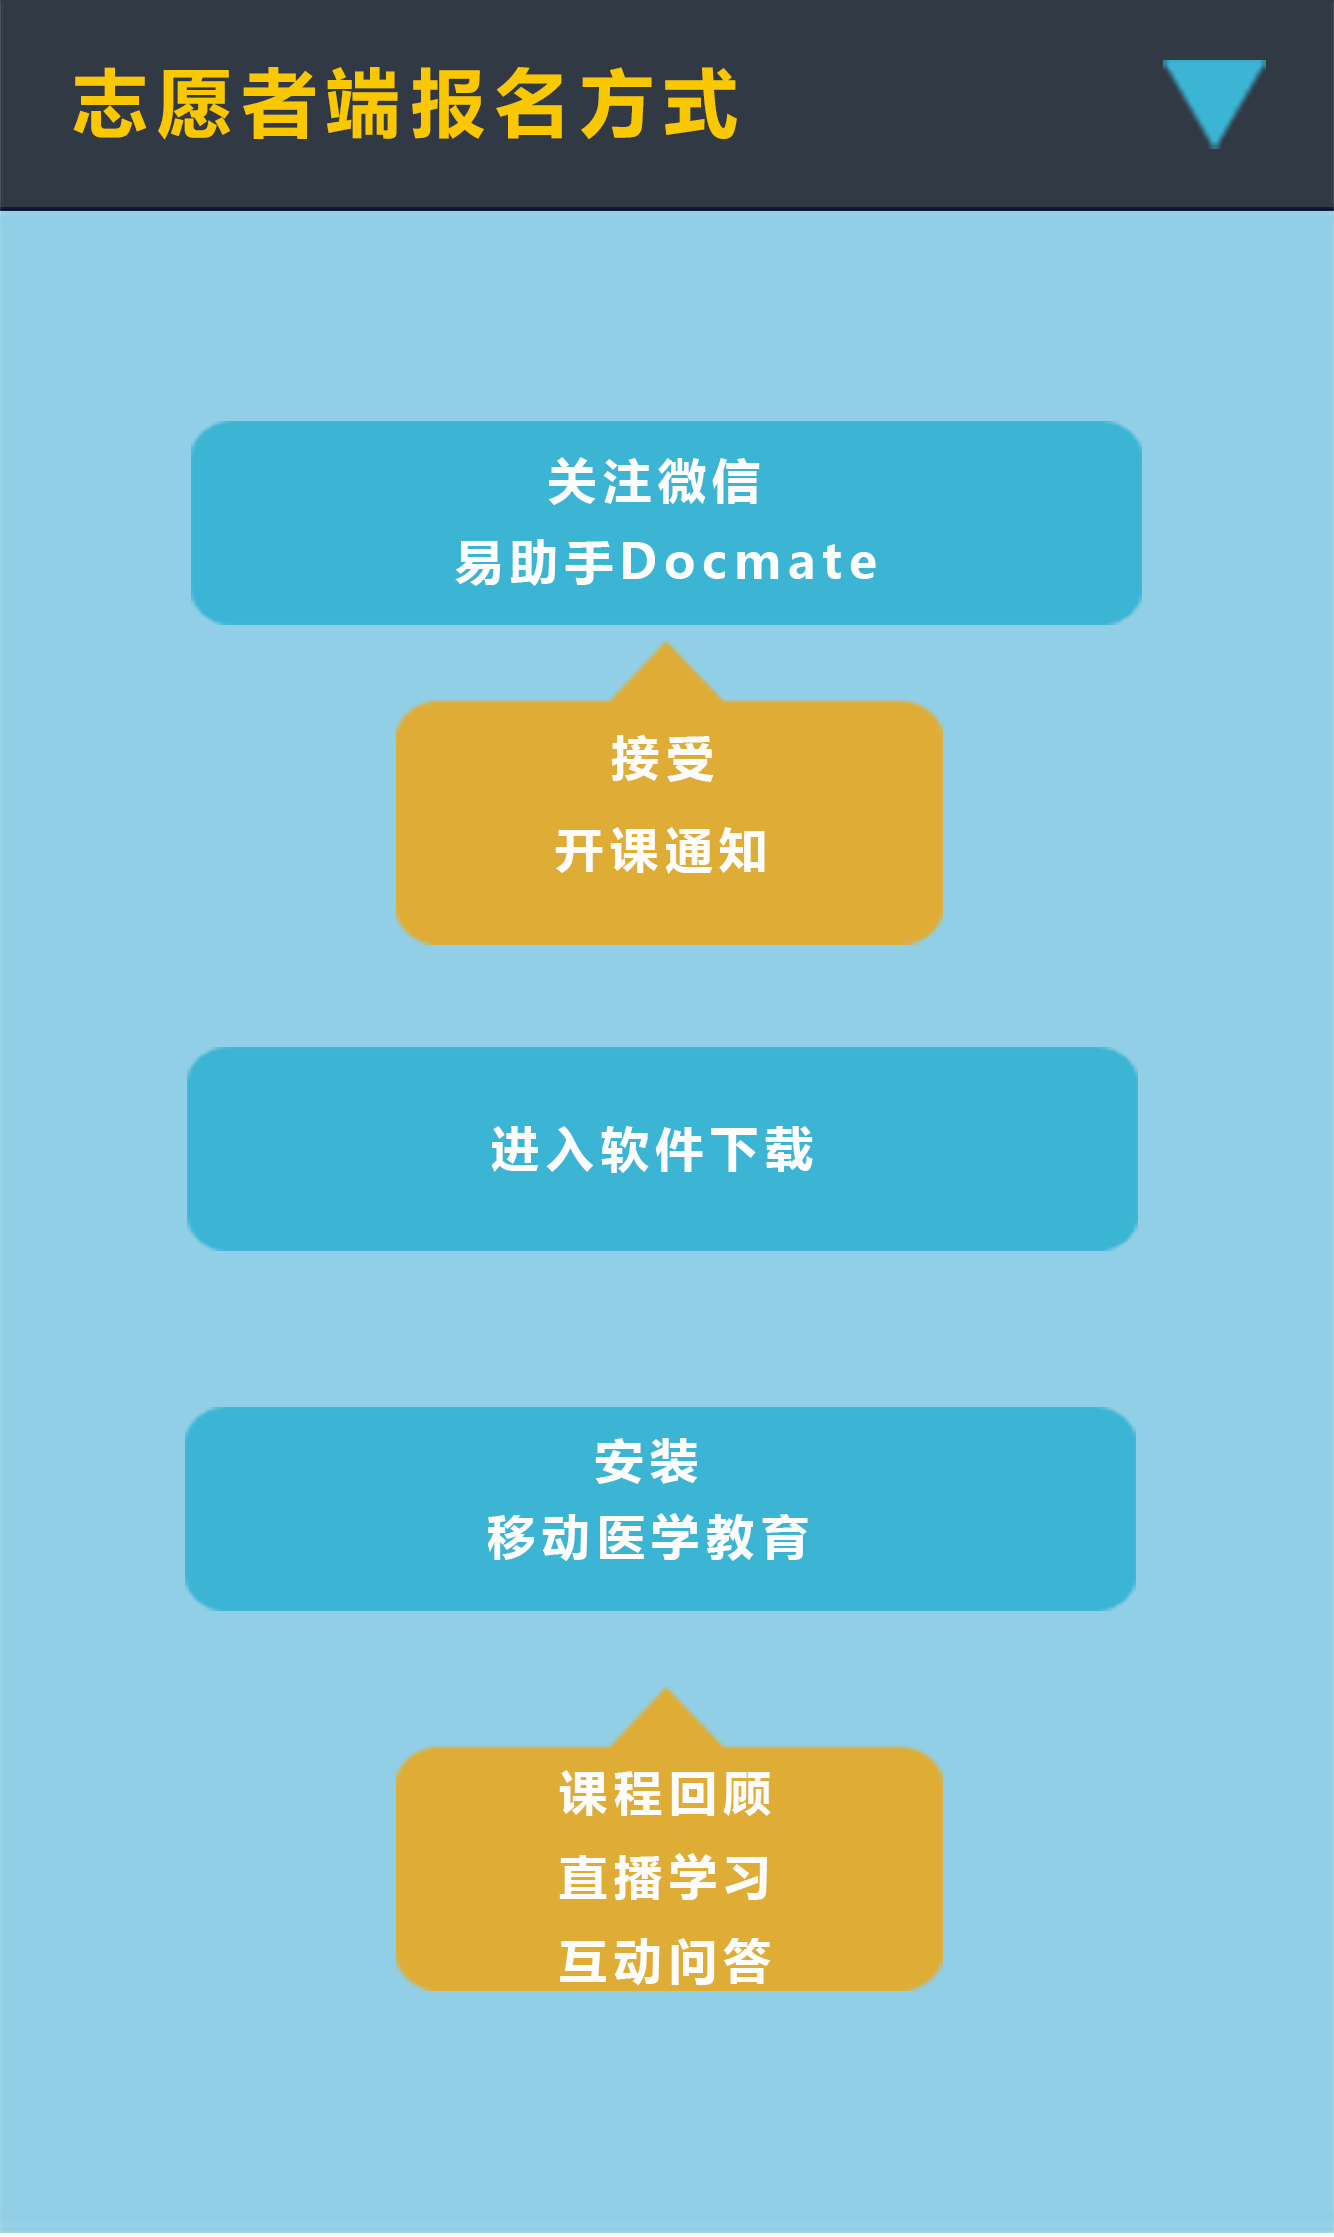 志愿者端报名方式
关注微信
易助手Docmate
接受
开课通知
进入软件下载
安装
移动医学教育
课程回顾
直播学习
互动问答